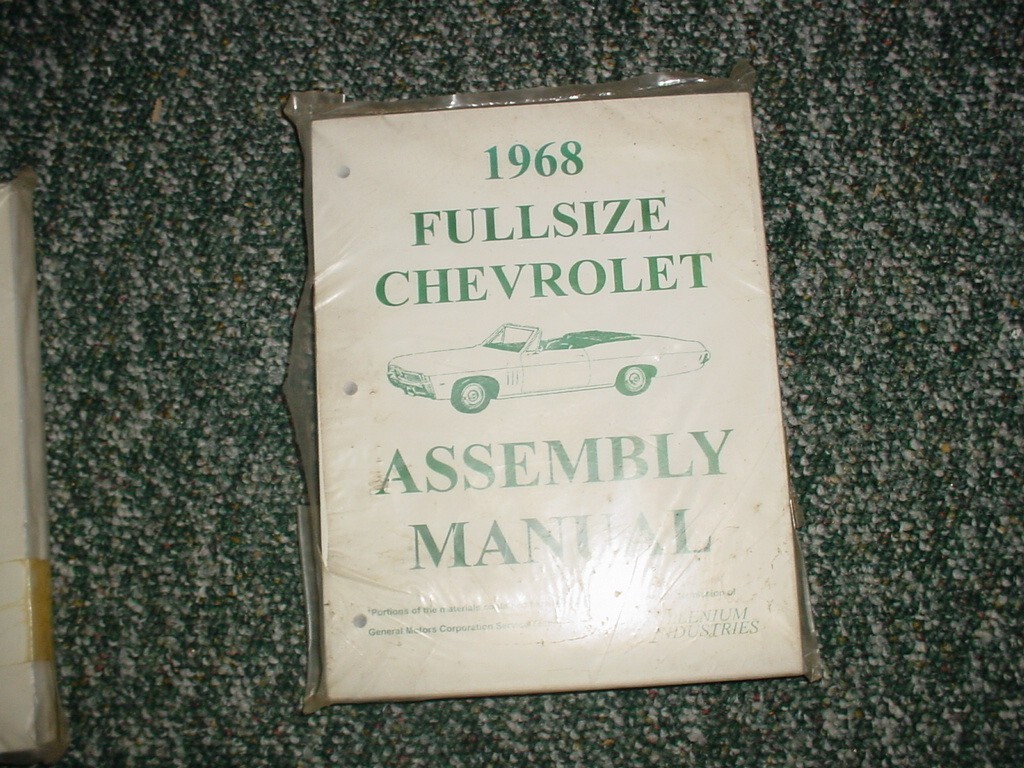 1968
FULLSIZE
CHEVROLET
ASSEMBLY
MANUAL
*Portions of the materials
General Motors Corporation
INDUSTRIES